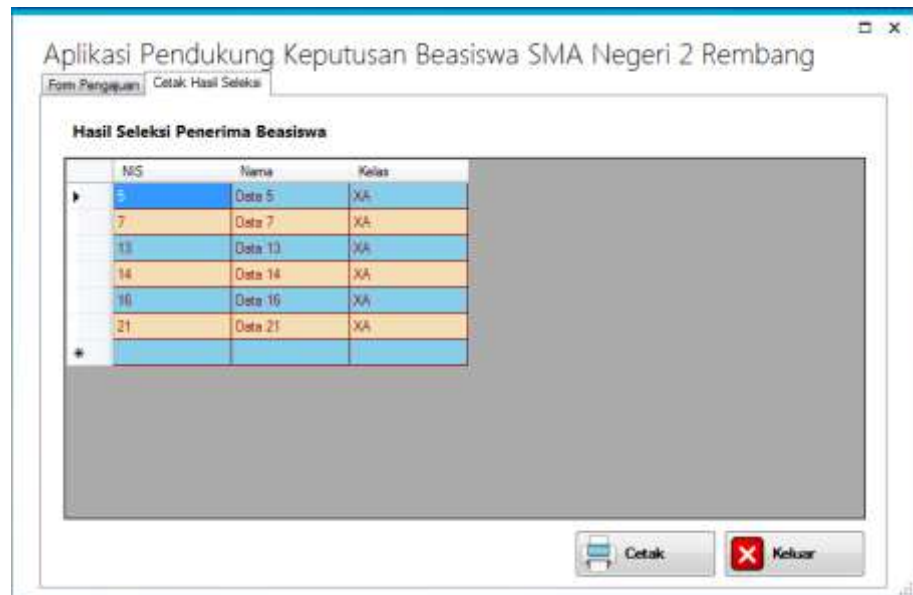 Aplikasi Pendukung Keputusan Beasiswa SMA Negeri 2 Rembang
Form Pengajuan Cetak Hasil Seleksi
Hasil Seleksi Penerima Beasiswa
NIS Nama Kelas
5 Data 5 XA
7 Data 7 XA
13 Data 13 XA
14 Data 14 XA
16 Data 16 XA
21 Data 21 XA
Cetak Keluar